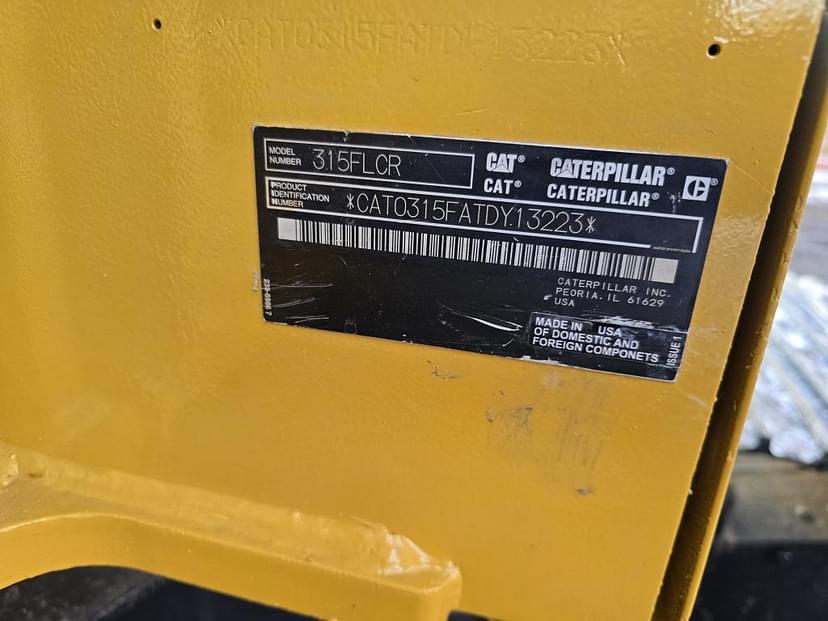 *CAT0315FATDY13223*
MODEL NUMBER 315FLCR
CAT® CATERPILLAR®
CAT® CATERPILLAR®
PRODUCT IDENTIFICATION NUMBER *CAT0315FATDY13223*
CATERPILLAR INC.
PEORIA, IL 61629
USA
MADE IN USA
OF DOMESTIC AND
FOREIGN COMPONETS
ISSUE 1